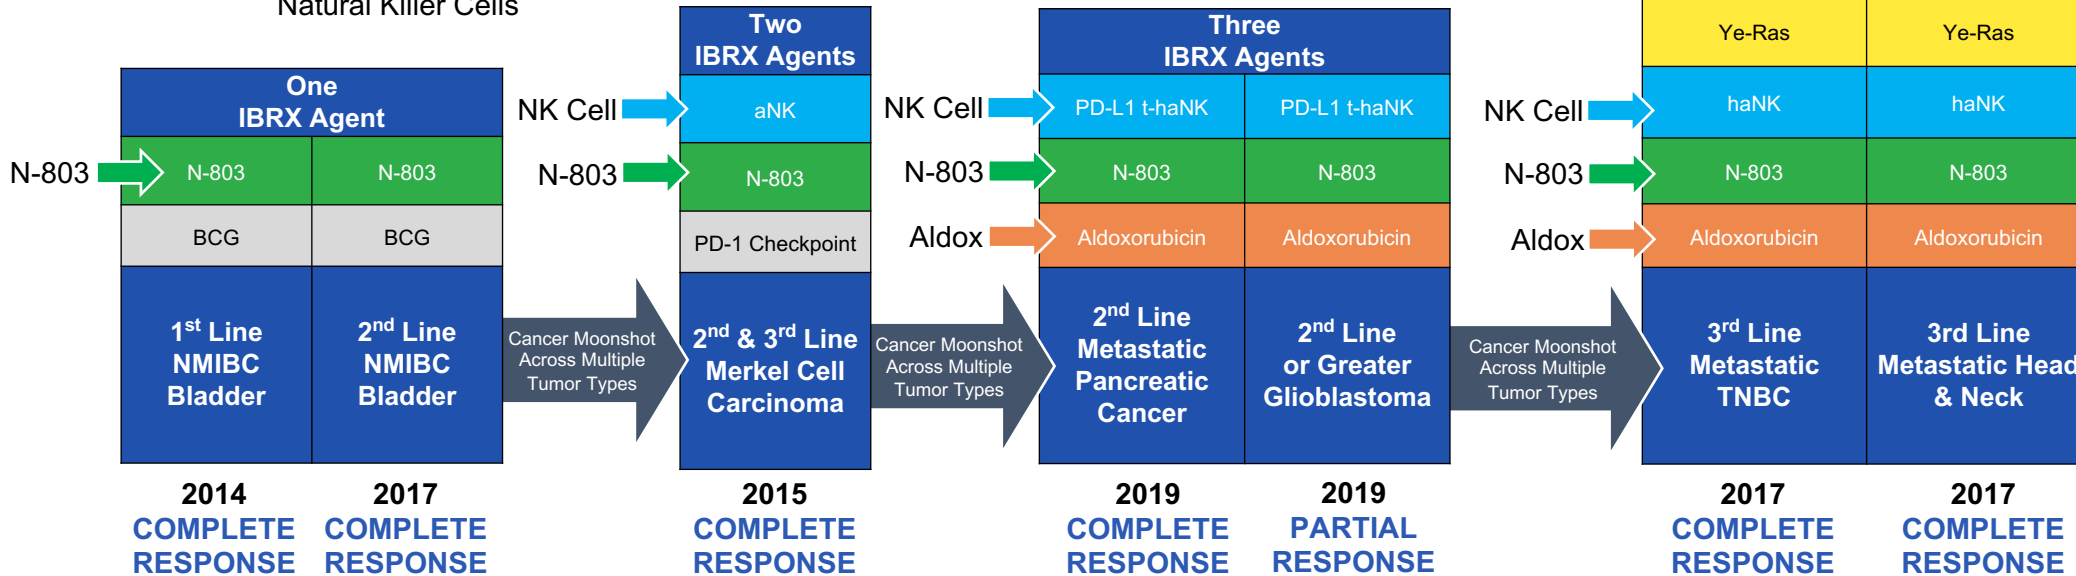 Natural Killer Cells
One
IBRX Agent
N-803
N-803
N-803
BCG
BCG
1st Line
NMIBC
Bladder
2nd Line
NMIBC
Bladder
2014
COMPLETE
RESPONSE
2017
COMPLETE
RESPONSE
Cancer Moonshot
Across Multiple
Tumor Types
Two
IBRX Agents
NK Cell
aNK
N-803
N-803
PD-1 Checkpoint
2nd & 3rd Line
Merkel Cell
Carcinoma
2015
COMPLETE
RESPONSE
Cancer Moonshot
Across Multiple
Tumor Types
Three
IBRX Agents
NK Cell
PD-L1 t-haNK
PD-L1 t-haNK
N-803
N-803
N-803
Aldox
Aldoxorubicin
Aldoxorubicin
2nd Line
Metastatic
Pancreatic
Cancer
2nd Line
or Greater
Glioblastoma
2019
COMPLETE
RESPONSE
2019
PARTIAL
RESPONSE
Cancer Moonshot
Across Multiple
Tumor Types
Ye-Ras
Ye-Ras
NK Cell
haNK
haNK
N-803
N-803
N-803
Aldox
Aldoxorubicin
Aldoxorubicin
3rd Line
Metastatic
TNBC
3rd Line
Metastatic Head
& Neck
2017
COMPLETE
RESPONSE
2017
COMPLETE
RESPONSE